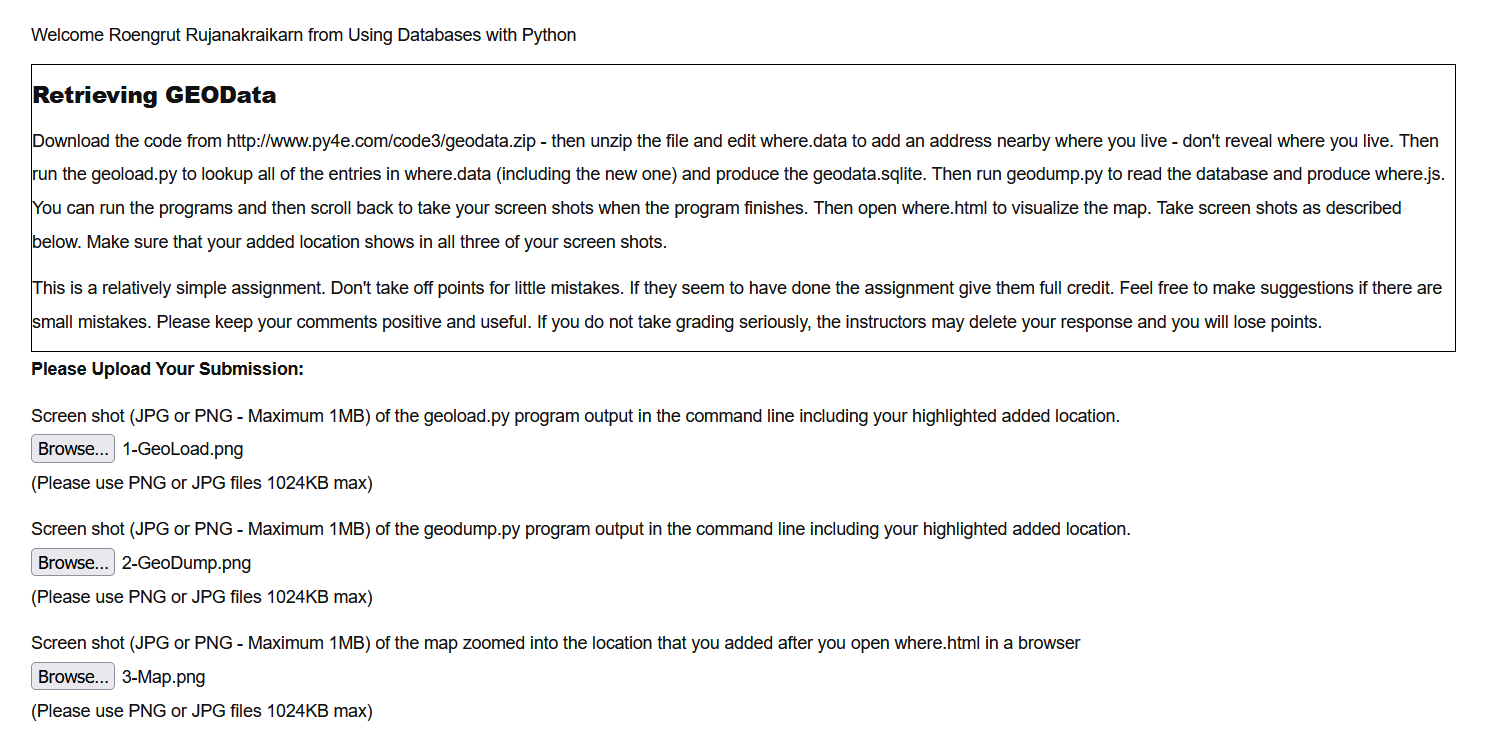 Welcome Roengrut Rujanakraikarn from Using Databases with Python
Retrieving GEOData
Download the code from http://www.py4e.com/code3/geodata.zip - then unzip the file and edit where.data to add an address nearby where you live - don't reveal where you live. Then
run the geoload.py to lookup all of the entries in where.data (including the new one) and produce the geodata.sqlite. Then run geodump.py to read the database and produce where.js.
You can run the programs and then scroll back to take your screen shots when the program finishes. Then open where.html to visualize the map. Take screen shots as described
below. Make sure that your added location shows in all three of your screen shots.
This is a relatively simple assignment. Don't take off points for little mistakes. If they seem to have done the assignment give them full credit. Feel free to make suggestions if there are
small mistakes. Please keep your comments positive and useful. If you do not take grading seriously, the instructors may delete your response and you will lose points.
Please Upload Your Submission:
Screen shot (JPG or PNG - Maximum 1MB) of the geoload.py program output in the command line including your highlighted added location.
Browse... 1-GeoLoad.png
(Please use PNG or JPG files 1024KB max)
Screen shot (JPG or PNG - Maximum 1MB) of the geodump.py program output in the command line including your highlighted added location.
Browse... 2-GeoDump.png
(Please use PNG or JPG files 1024KB max)
Screen shot (JPG or PNG - Maximum 1MB) of the map zoomed into the location that you added after you open where.html in a browser
Browse... 3-Map.png
(Please use PNG or JPG files 1024KB max)